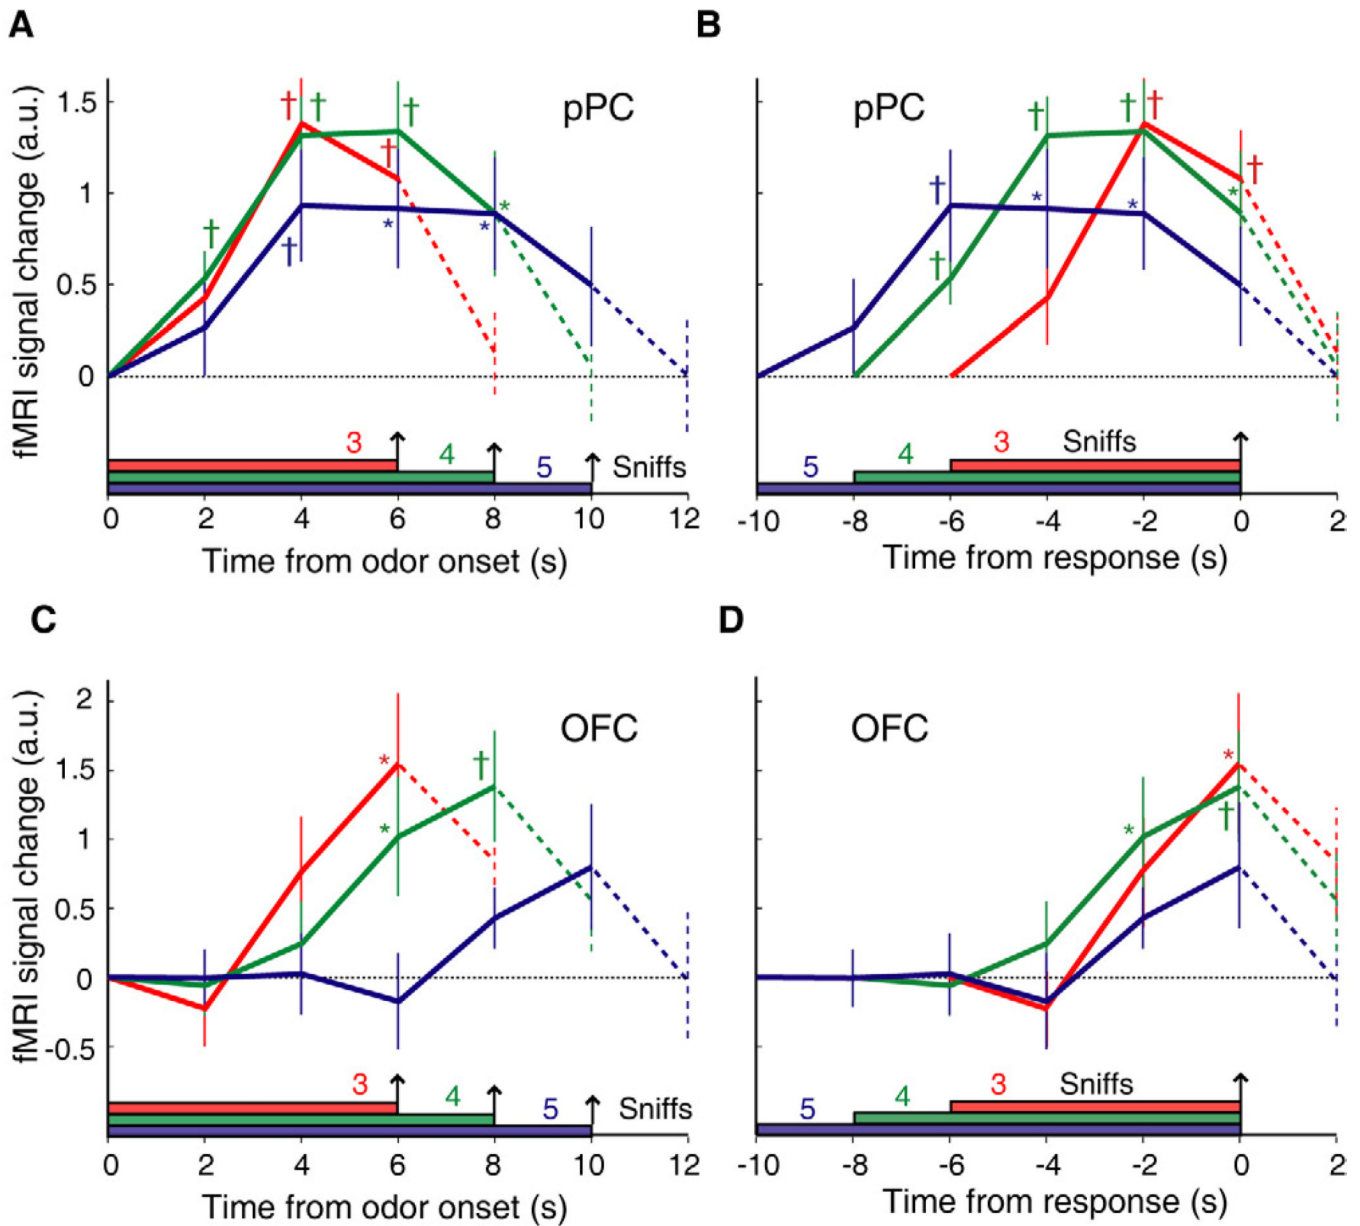 A
B
fMRI signal change (a.u.)
1.5
1
0.5
0
pPC
† † † † † † * * *
3
4
5
Sniffs
0 2 4 6 8 10 12
Time from odor onset (s)
pPC
† † † † † † * * *
5
4
3
Sniffs
-10 -8 -6 -4 -2 0 2
Time from response (s)
C
D
fMRI signal change (a.u.)
2
1.5
1
0.5
0
-0.5
OFC
* † *
3
4
5
Sniffs
0 2 4 6 8 10 12
Time from odor onset (s)
OFC
* * †
5
4
3
Sniffs
-10 -8 -6 -4 -2 0 2
Time from response (s)